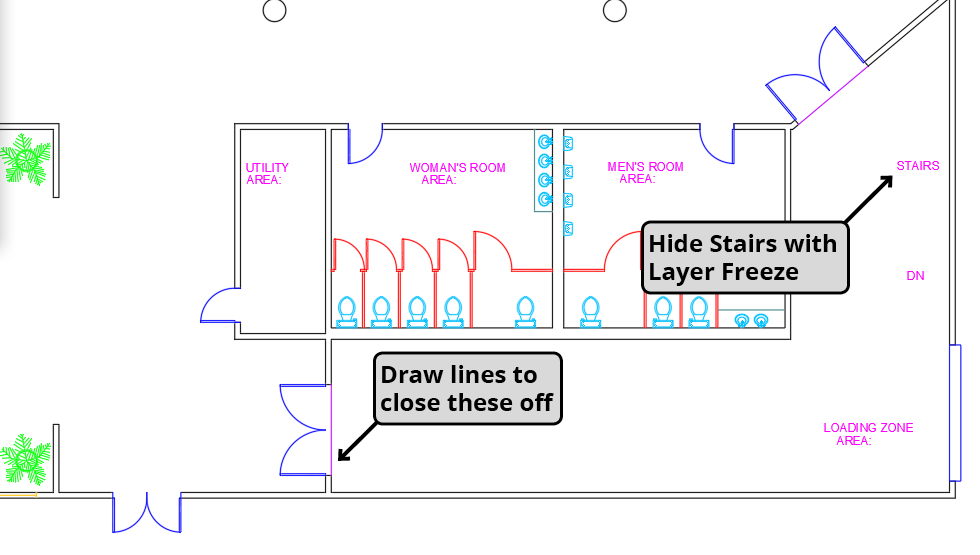 UTILITY
AREA:
WOMAN'S ROOM
AREA:
MEN'S ROOM
AREA:
STAIRS
Hide Stairs with
Layer Freeze
DN
Draw lines to
close these off
LOADING ZONE
AREA: